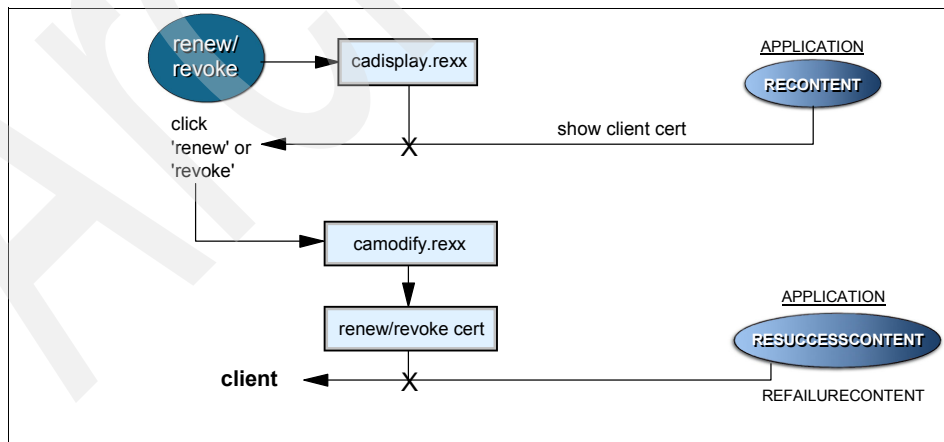 renew/
revoke
cadisplay.rexx
APPLICATION
RECONTENT
click
'renew' or
'revoke'
X
show client cert
camodify.rexx
renew/revoke cert
APPLICATION
RESUCCESSCONTENT
client
X
REFAILURECONTENT